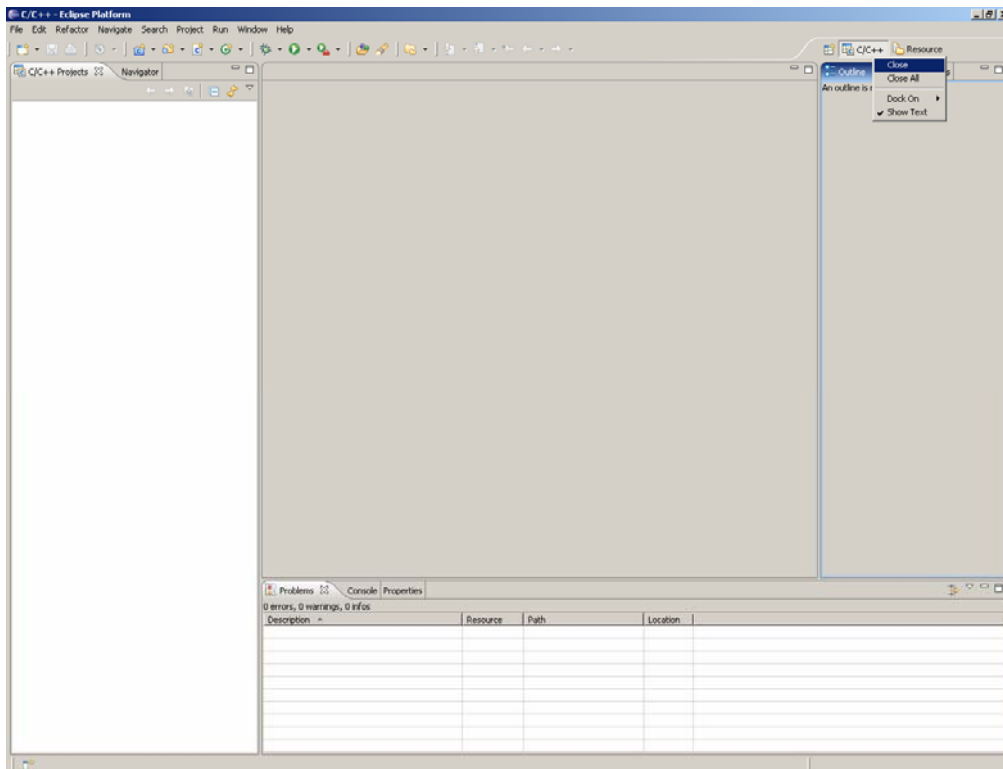 C/C++ - Eclipse Platform
File Edit Refactor Navigate Search Project Run Window Help
C/C++ Resource
C/C++ Projects Navigator
Outline
Close
Close All
Dock On
Show Text
An outline is
Problems Console Properties
0 errors, 0 warnings, 0 infos
Description Resource Path Location